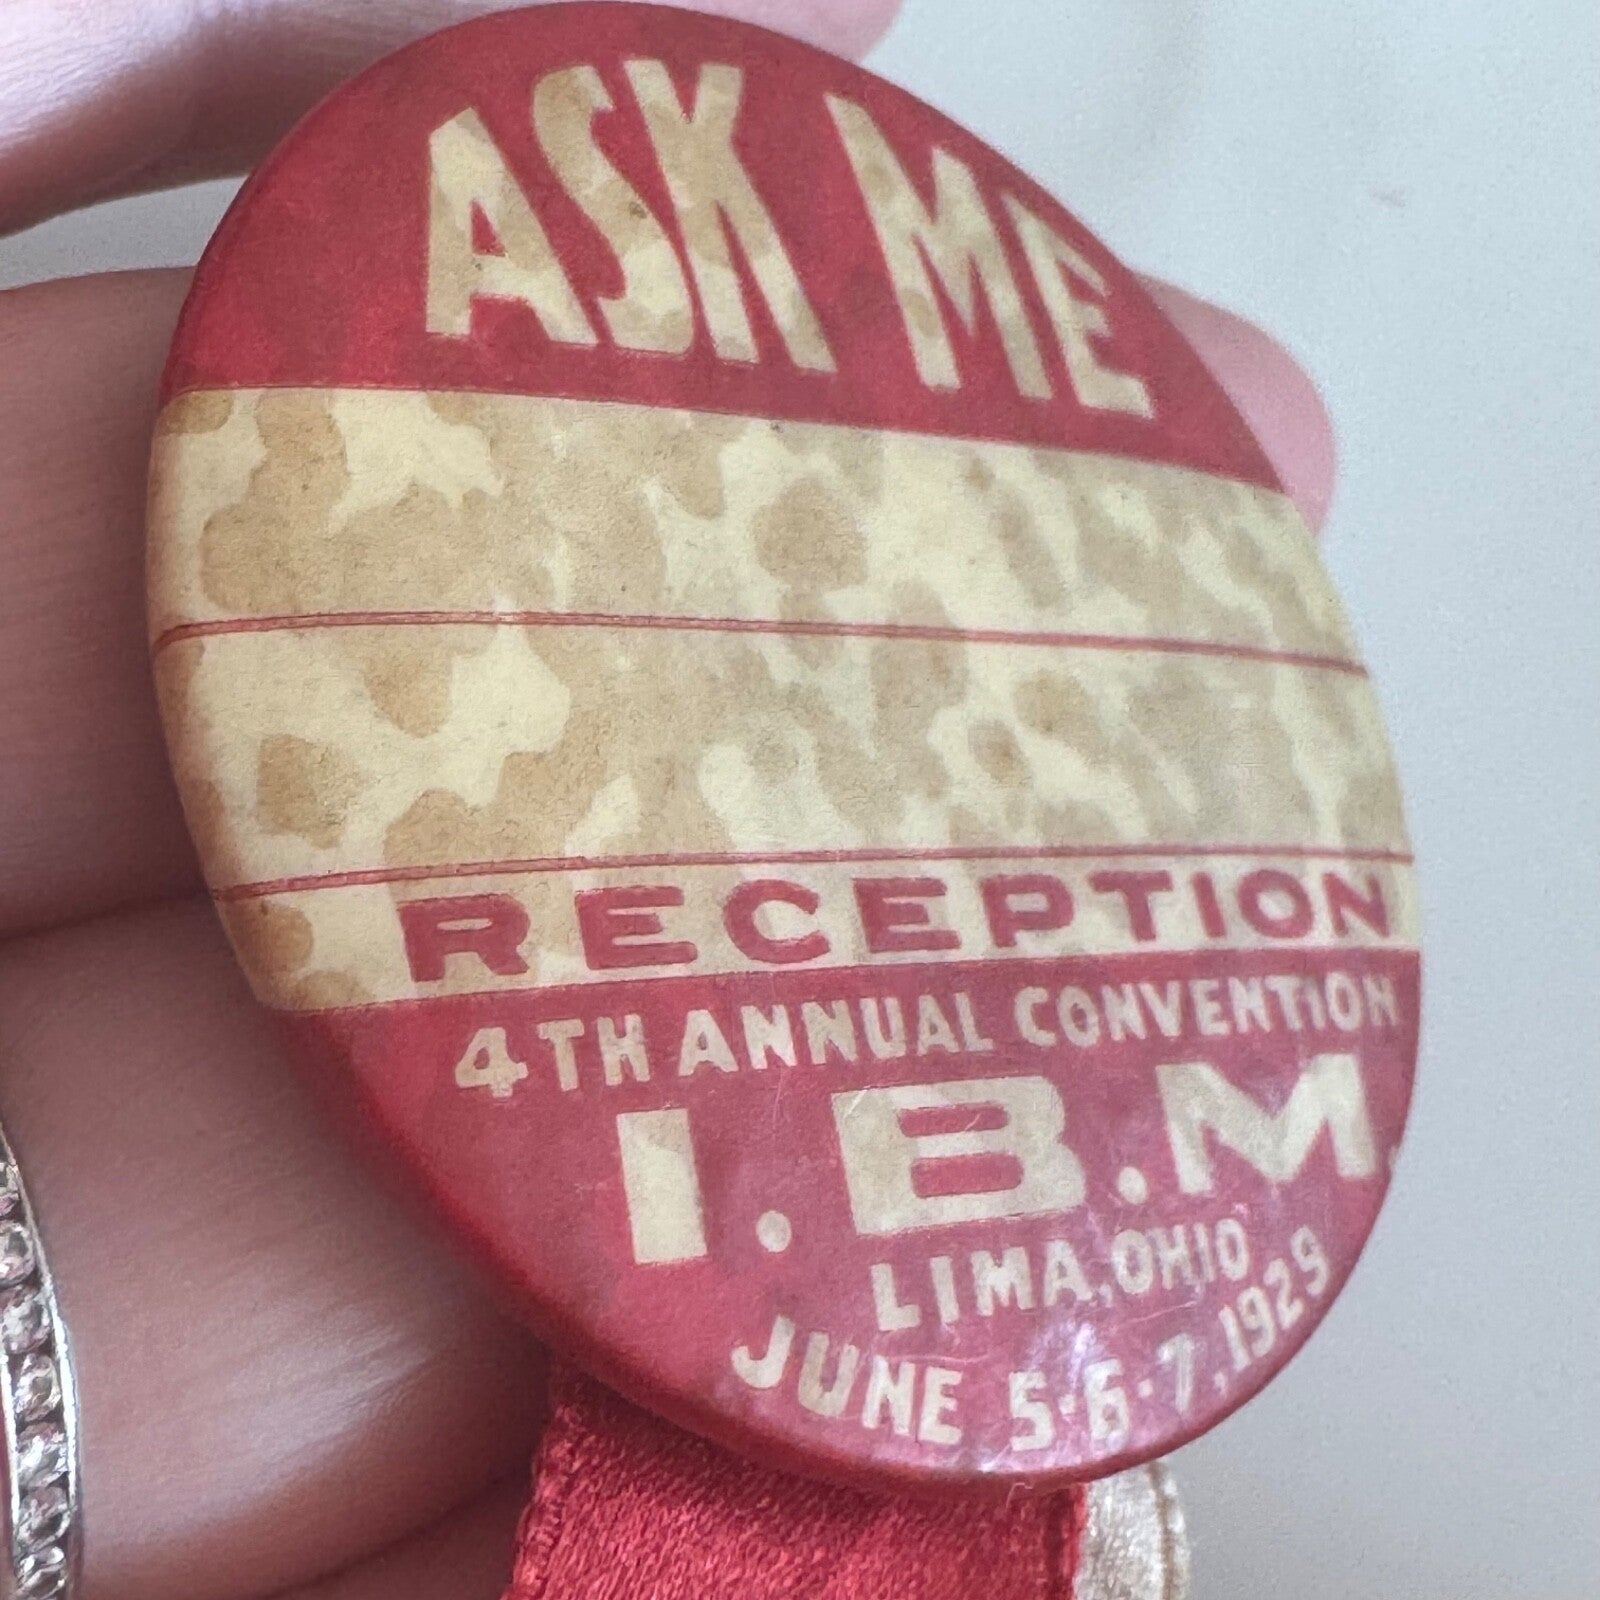 ASK ME
RECEPTION
4TH ANNUAL CONVENTION
I.B.M.
LIMA, OHIO
JUNE 5·6·7, 1929